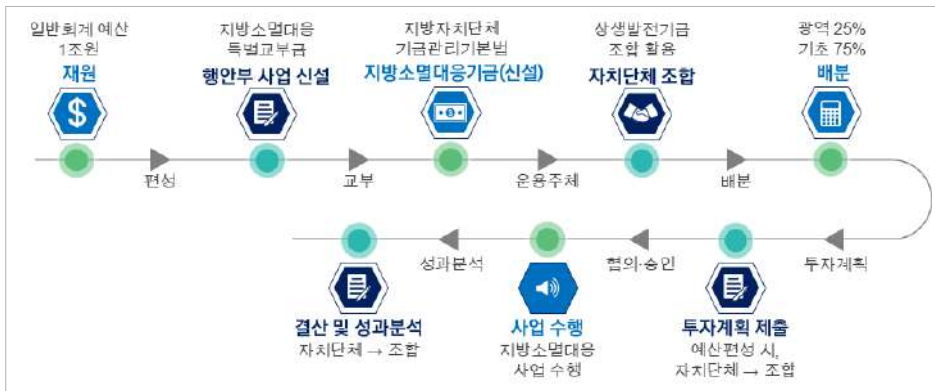 일반회계 예산
1조원
재원
지방소멸대응
특별교부금
행안부 사업 신설
지방자치단체
기금관리기본법
지방소멸대응기금(신설)
상생발전기금
조합 활용
자치단체 조합
광역 25%
기초 75%
배분
편성
교부
운용주체
배분
투자계획
협의·승인
성과분석
투자계획 제출
예산편성 시,
자치단체 → 조합
사업 수행
지방소멸대응
사업 수행
결산 및 성과분석
자치단체 → 조합